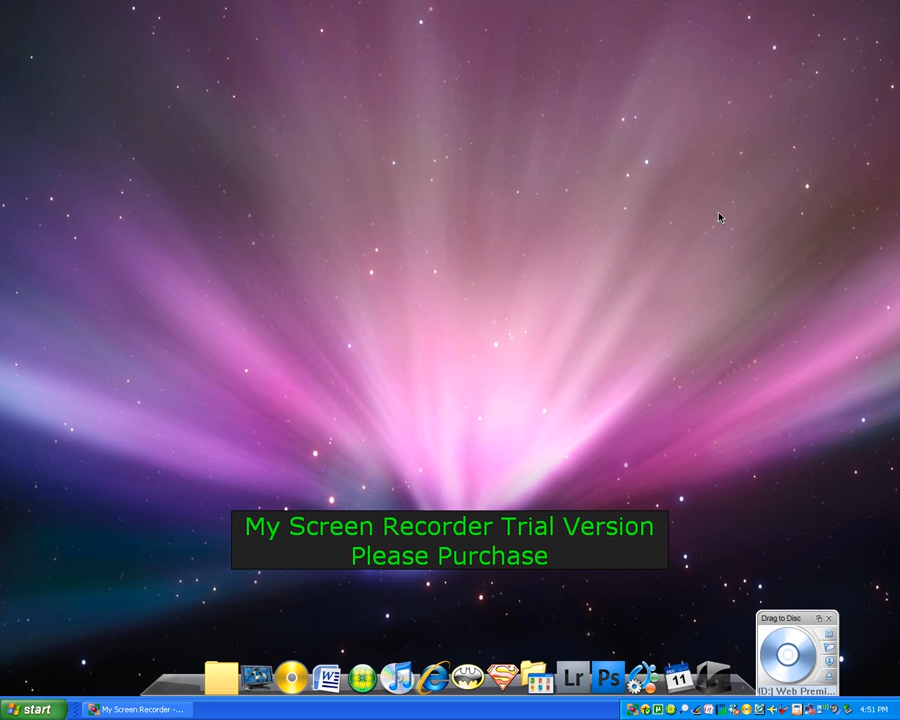 My Screen Recorder Trial Version
Please Purchase
Drag to Disc
(D:) Web Premi...
W
Lr
Ps
11
start
My Screen Recorder -...
4:51 PM